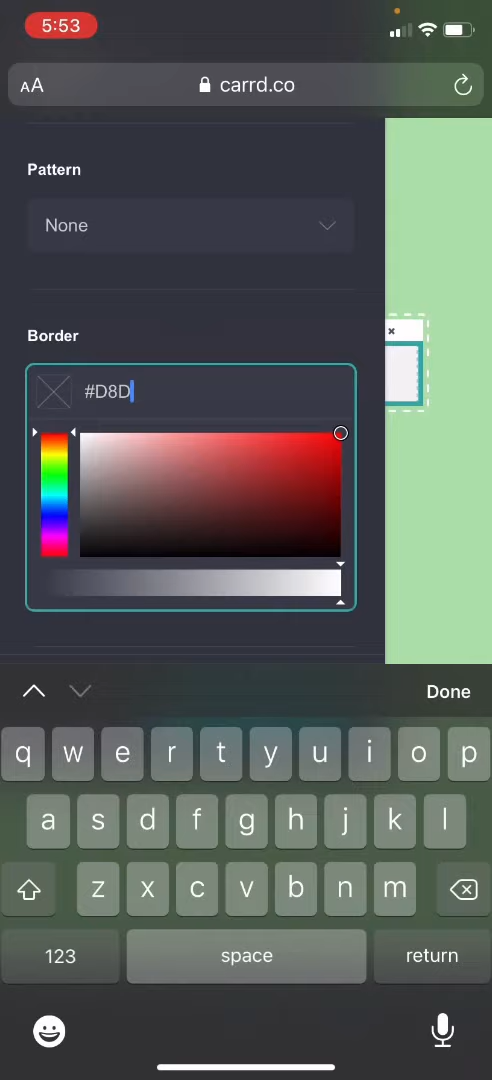 5:53
AA carrd.co
Pattern
None
Border
#D8D
Done
q w e r t y u i o p
a s d f g h j k l
z x c v b n m
123 space return